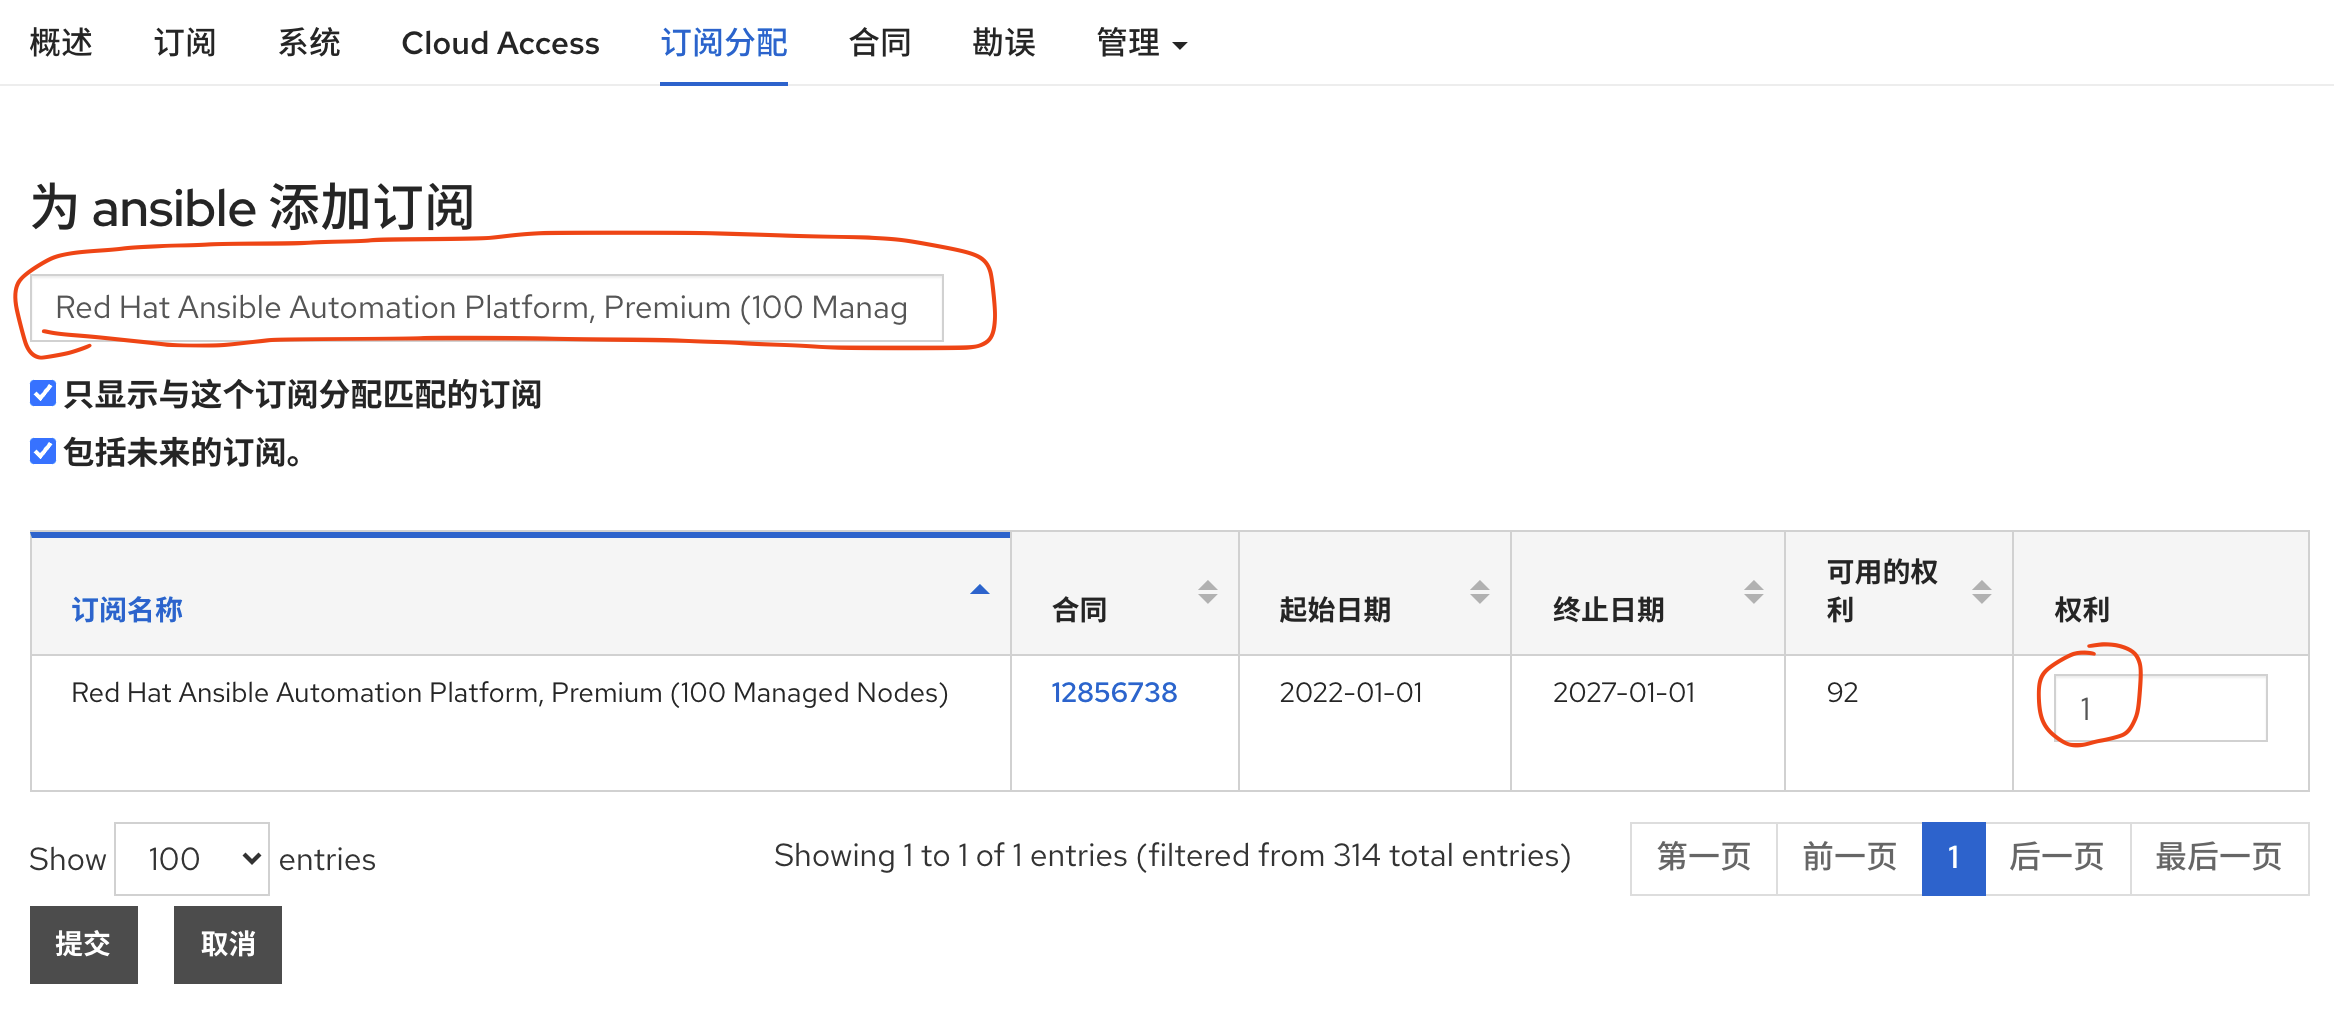 概述 订阅 系统 Cloud Access 订阅分配 合同 勘误 管理
为 ansible 添加订阅
Red Hat Ansible Automation Platform, Premium (100 Manag
只显示与这个订阅分配匹配的订阅
包括未来的订阅。
订阅名称 合同 起始日期 终止日期 可用的权利 权利
Red Hat Ansible Automation Platform, Premium (100 Managed Nodes) 12856738 2022-01-01 2027-01-01 92 1
Show 100 entries Showing 1 to 1 of 1 entries (filtered from 314 total entries) 第一页 前一页 1 后一页 最后一页
提交 取消